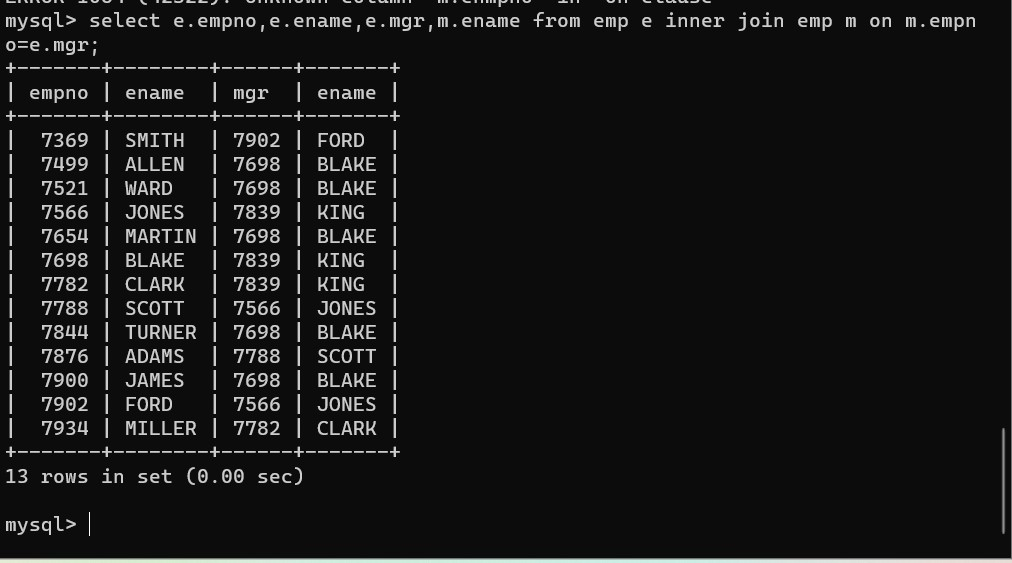 mysql> select e.empno,e.ename,e.mgr,m.ename from emp e inner join emp m on m.empn
o=e.mgr;
+-------+--------+------+-------+
| empno | ename  | mgr  | ename |
+-------+--------+------+-------+
|  7369 | SMITH  | 7902 | FORD  |
|  7499 | ALLEN  | 7698 | BLAKE |
|  7521 | WARD   | 7698 | BLAKE |
|  7566 | JONES  | 7839 | KING  |
|  7654 | MARTIN | 7698 | BLAKE |
|  7698 | BLAKE  | 7839 | KING  |
|  7782 | CLARK  | 7839 | KING  |
|  7788 | SCOTT  | 7566 | JONES |
|  7844 | TURNER | 7698 | BLAKE |
|  7876 | ADAMS  | 7788 | SCOTT |
|  7900 | JAMES  | 7698 | BLAKE |
|  7902 | FORD   | 7566 | JONES |
|  7934 | MILLER | 7782 | CLARK |
+-------+--------+------+-------+
13 rows in set (0.00 sec)
mysql>